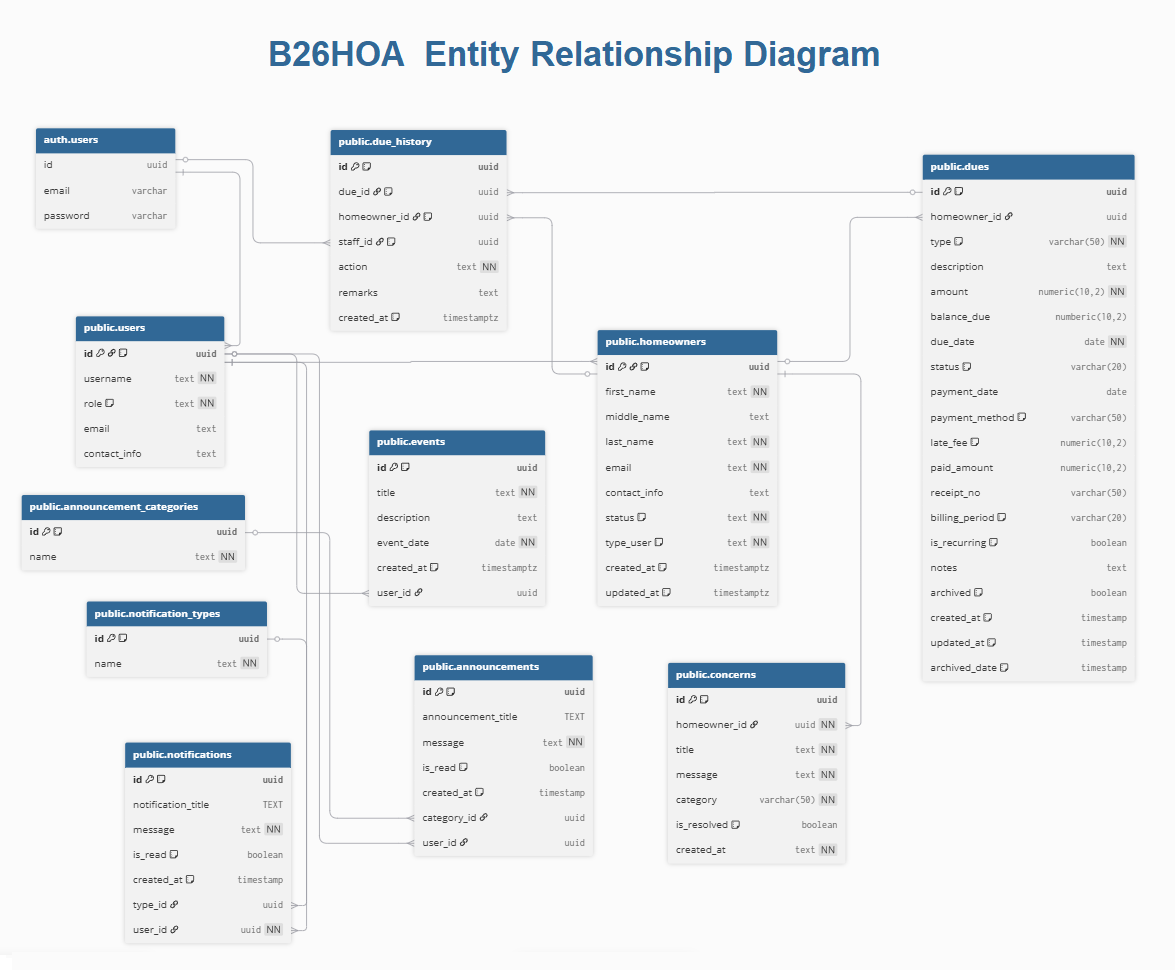 B26HOA Entity Relationship Diagram
auth.users
id uuid
email varchar
password varchar
public.due_history
id uuid
due_id uuid
homeowner_id uuid
staff_id uuid
action text NN
remarks text
created_at timestamptz
public.dues
id uuid
homeowner_id uuid
type varchar(50) NN
description text
amount numeric(10,2) NN
balance_due numberic(10,2)
due_date date NN
status varchar(20)
payment_date date
payment_method varchar(50)
late_fee numeric(10,2)
paid_amount numeric(10,2)
receipt_no varchar(50)
billing_period varchar(20)
is_recurring boolean
notes text
archived boolean
created_at timestamp
updated_at timestamp
archived_date timestamp
public.users
id uuid
username text NN
role text NN
email text
contact_info text
public.homeowners
id uuid
first_name text NN
middle_name text
last_name text NN
email text NN
contact_info text
status text NN
type_user text NN
created_at timestamptz
updated_at timestamptz
public.events
id uuid
title text NN
description text
event_date date NN
created_at timestamptz
user_id uuid
public.announcement_categories
id uuid
name text NN
public.notification_types
id uuid
name text NN
public.announcements
id uuid
announcement_title TEXT
message text NN
is_read boolean
created_at timestamp
category_id uuid
user_id uuid
public.concerns
id uuid
homeowner_id uuid NN
title text NN
message text NN
category varchar(50) NN
is_resolved boolean
created_at text NN
public.notifications
id uuid
notification_title TEXT
message text NN
is_read boolean
created_at timestamp
type_id uuid
user_id uuid NN